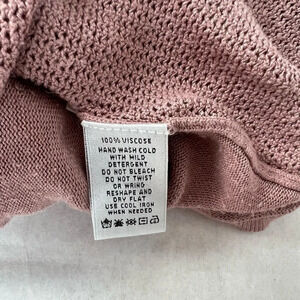 100% VISCOSE
HAND WASH COLD
WITH MILD
DETERGENT
DO NOT BLEACH
DO NOT TWIST
OR WRING
RESHAPE AND
DRY FLAT
USE COOL IRON
WHEN NEEDED